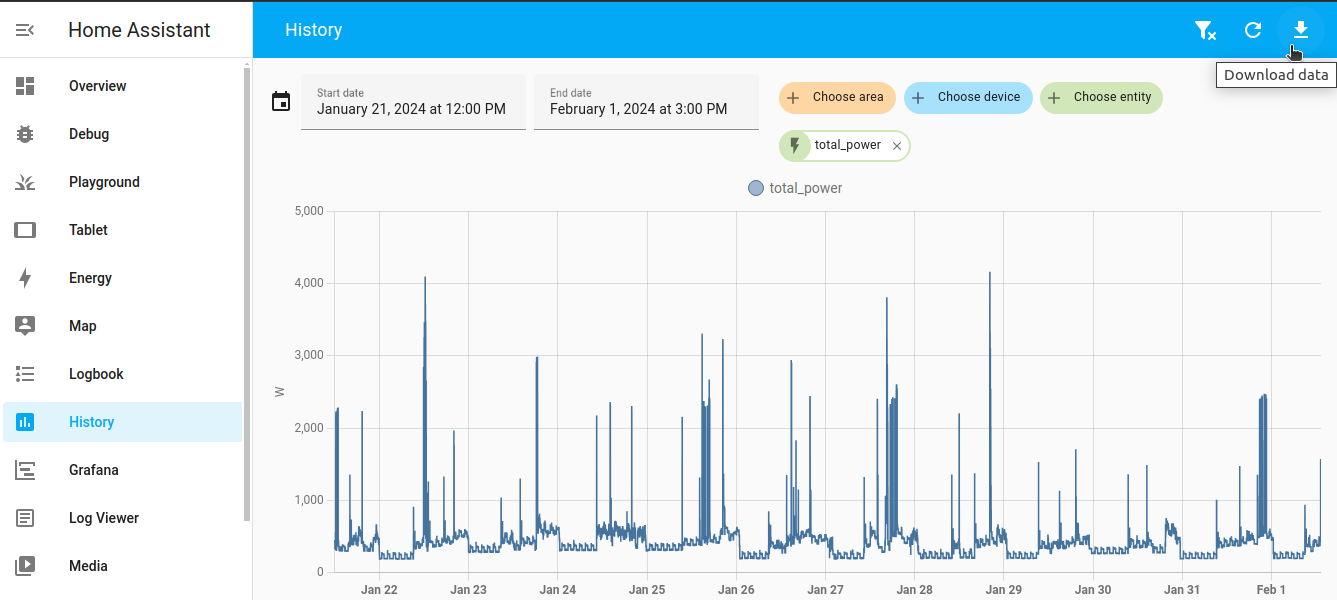 Home Assistant
History
Download data
Overview
Debug
Playground
Tablet
Energy
Map
Logbook
History
Grafana
Log Viewer
Media
Start date
January 21, 2024 at 12:00 PM
End date
February 1, 2024 at 3:00 PM
Choose area
Choose device
Choose entity
total_power
total_power
5,000
4,000
3,000
2,000
1,000
0
W
Jan 22
Jan 23
Jan 24
Jan 25
Jan 26
Jan 27
Jan 28
Jan 29
Jan 30
Jan 31
Feb 1